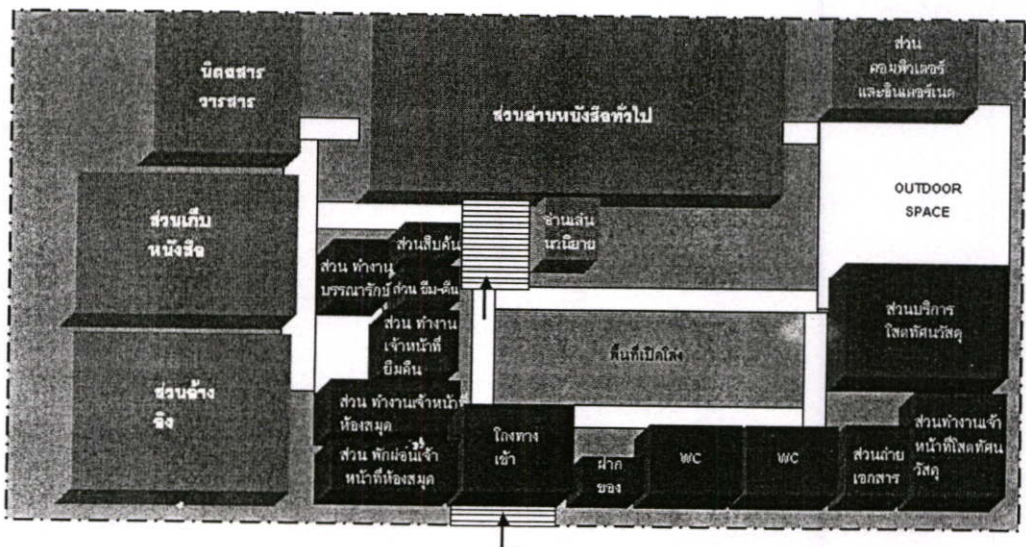 นิตยสาร
วารสาร
ส่วนอ่านหนังสือทั่วไป
ส่วน
คอมพิวเตอร์
และอินเตอร์เนต
OUTDOOR
SPACE
ส่วนเก็บ
หนังสือ
ส่วนสืบค้น
อ่านเล่น
นวนิยาย
ส่วน ทำงาน
บรรณารักษ์
ส่วน ยืม-คืน
ส่วน ทำงาน
เจ้าหน้าที่
ยืมคืน
พื้นที่เปิดโล่ง
ส่วนบริการ
โสตทัศนวัสดุ
ส่วนอ้าง
อิง
ส่วน ทำงานเจ้าหน้าที่
ห้องสมุด
ส่วน พักผ่อนเจ้า
หน้าที่ห้องสมุด
โถงทาง
เข้า
ฝาก
ของ
WC
WC
ส่วนถ่าย
เอกสาร
ส่วนทำงานเจ้า
หน้าที่โสตทัศน
วัสดุ